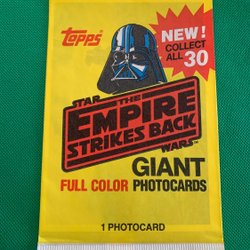 Topps
NEW!
COLLECT
ALL 30
STAR
THE
EMPIRE
STRIKES BACK
WARS
GIANT
FULL COLOR PHOTOCARDS
1 PHOTOCARD